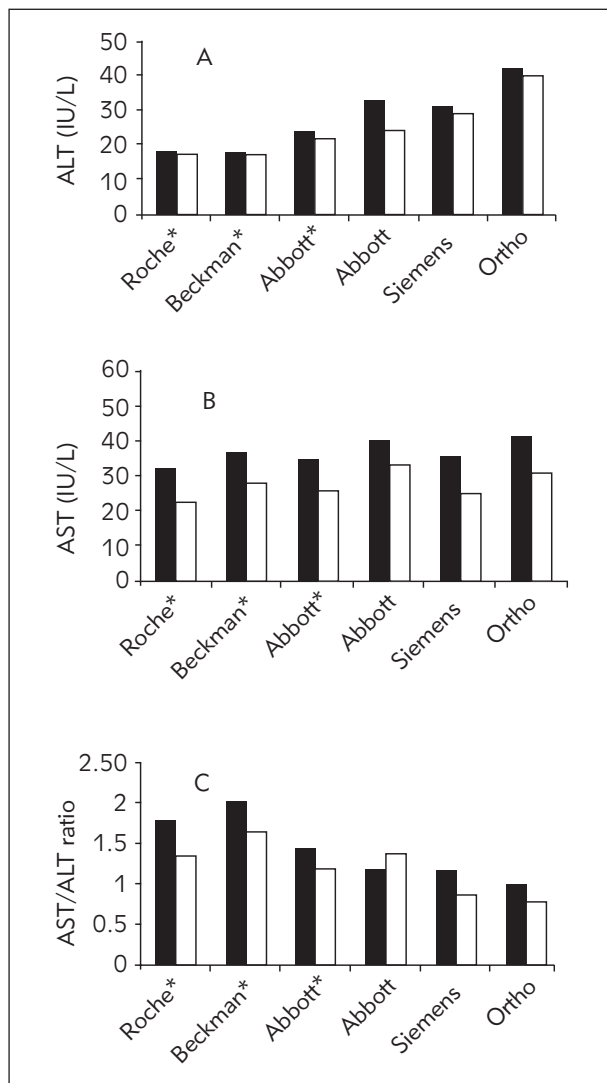 A
ALT (IU/L)
50
40
30
20
10
0
Roche*
Beckman*
Abbott*
Abbott
Siemens
Ortho
B
AST (IU/L)
60
50
40
30
20
10
0
Roche*
Beckman*
Abbott*
Abbott
Siemens
Ortho
C
AST/ALT ratio
2.50
2
1.5
1
0.5
0
Roche*
Beckman*
Abbott*
Abbott
Siemens
Ortho